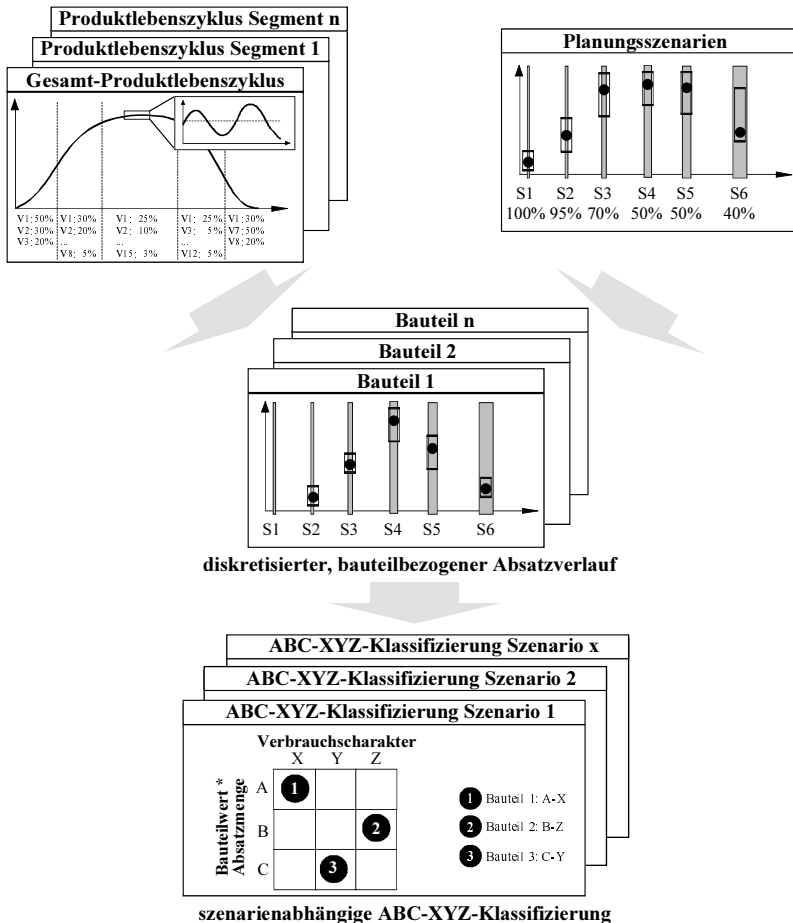 Produktlebenszyklus Segment n
Produktlebenszyklus Segment 1
Gesamt-Produktlebenszyklus
V1: 50% V1: 30% V1: 25% V1: 25% V1: 30%
V2: 30% V2: 20% V2: 10% V3: 5% V7: 50%
V3: 20% ... ... ... V8: 20%
V8: 5% V15: 3% V12: 5%
Planungsszenarien
S1 S2 S3 S4 S5 S6
100% 95% 70% 50% 50% 40%
Bauteil n
Bauteil 2
Bauteil 1
S1 S2 S3 S4 S5 S6
diskretisierter, bauteilbezogener Absatzverlauf
ABC-XYZ-Klassifizierung Szenario x
ABC-XYZ-Klassifizierung Szenario 2
ABC-XYZ-Klassifizierung Szenario 1
Verbrauchscharakter
X Y Z
Bauteilwert *
Absatzmenge
A 1
B 2
C 3
1 Bauteil 1: A-X
2 Bauteil 2: B-Z
3 Bauteil 3: C-Y
szenarienabhängige ABC-XYZ-Klassifizierung